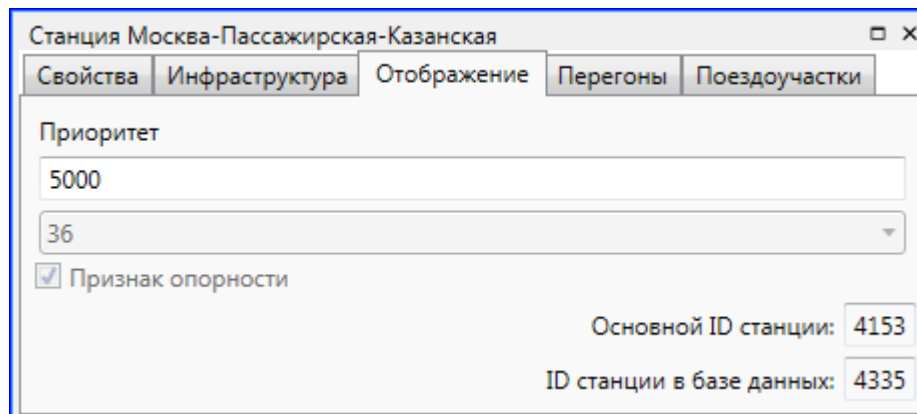 Станция Москва-Пассажирская-Казанская
Свойства Инфраструктура Отображение Перегоны Поездоучастки
Приоритет
5000
36
Признак опорности
Основной ID станции: 4153
ID станции в базе данных: 4335